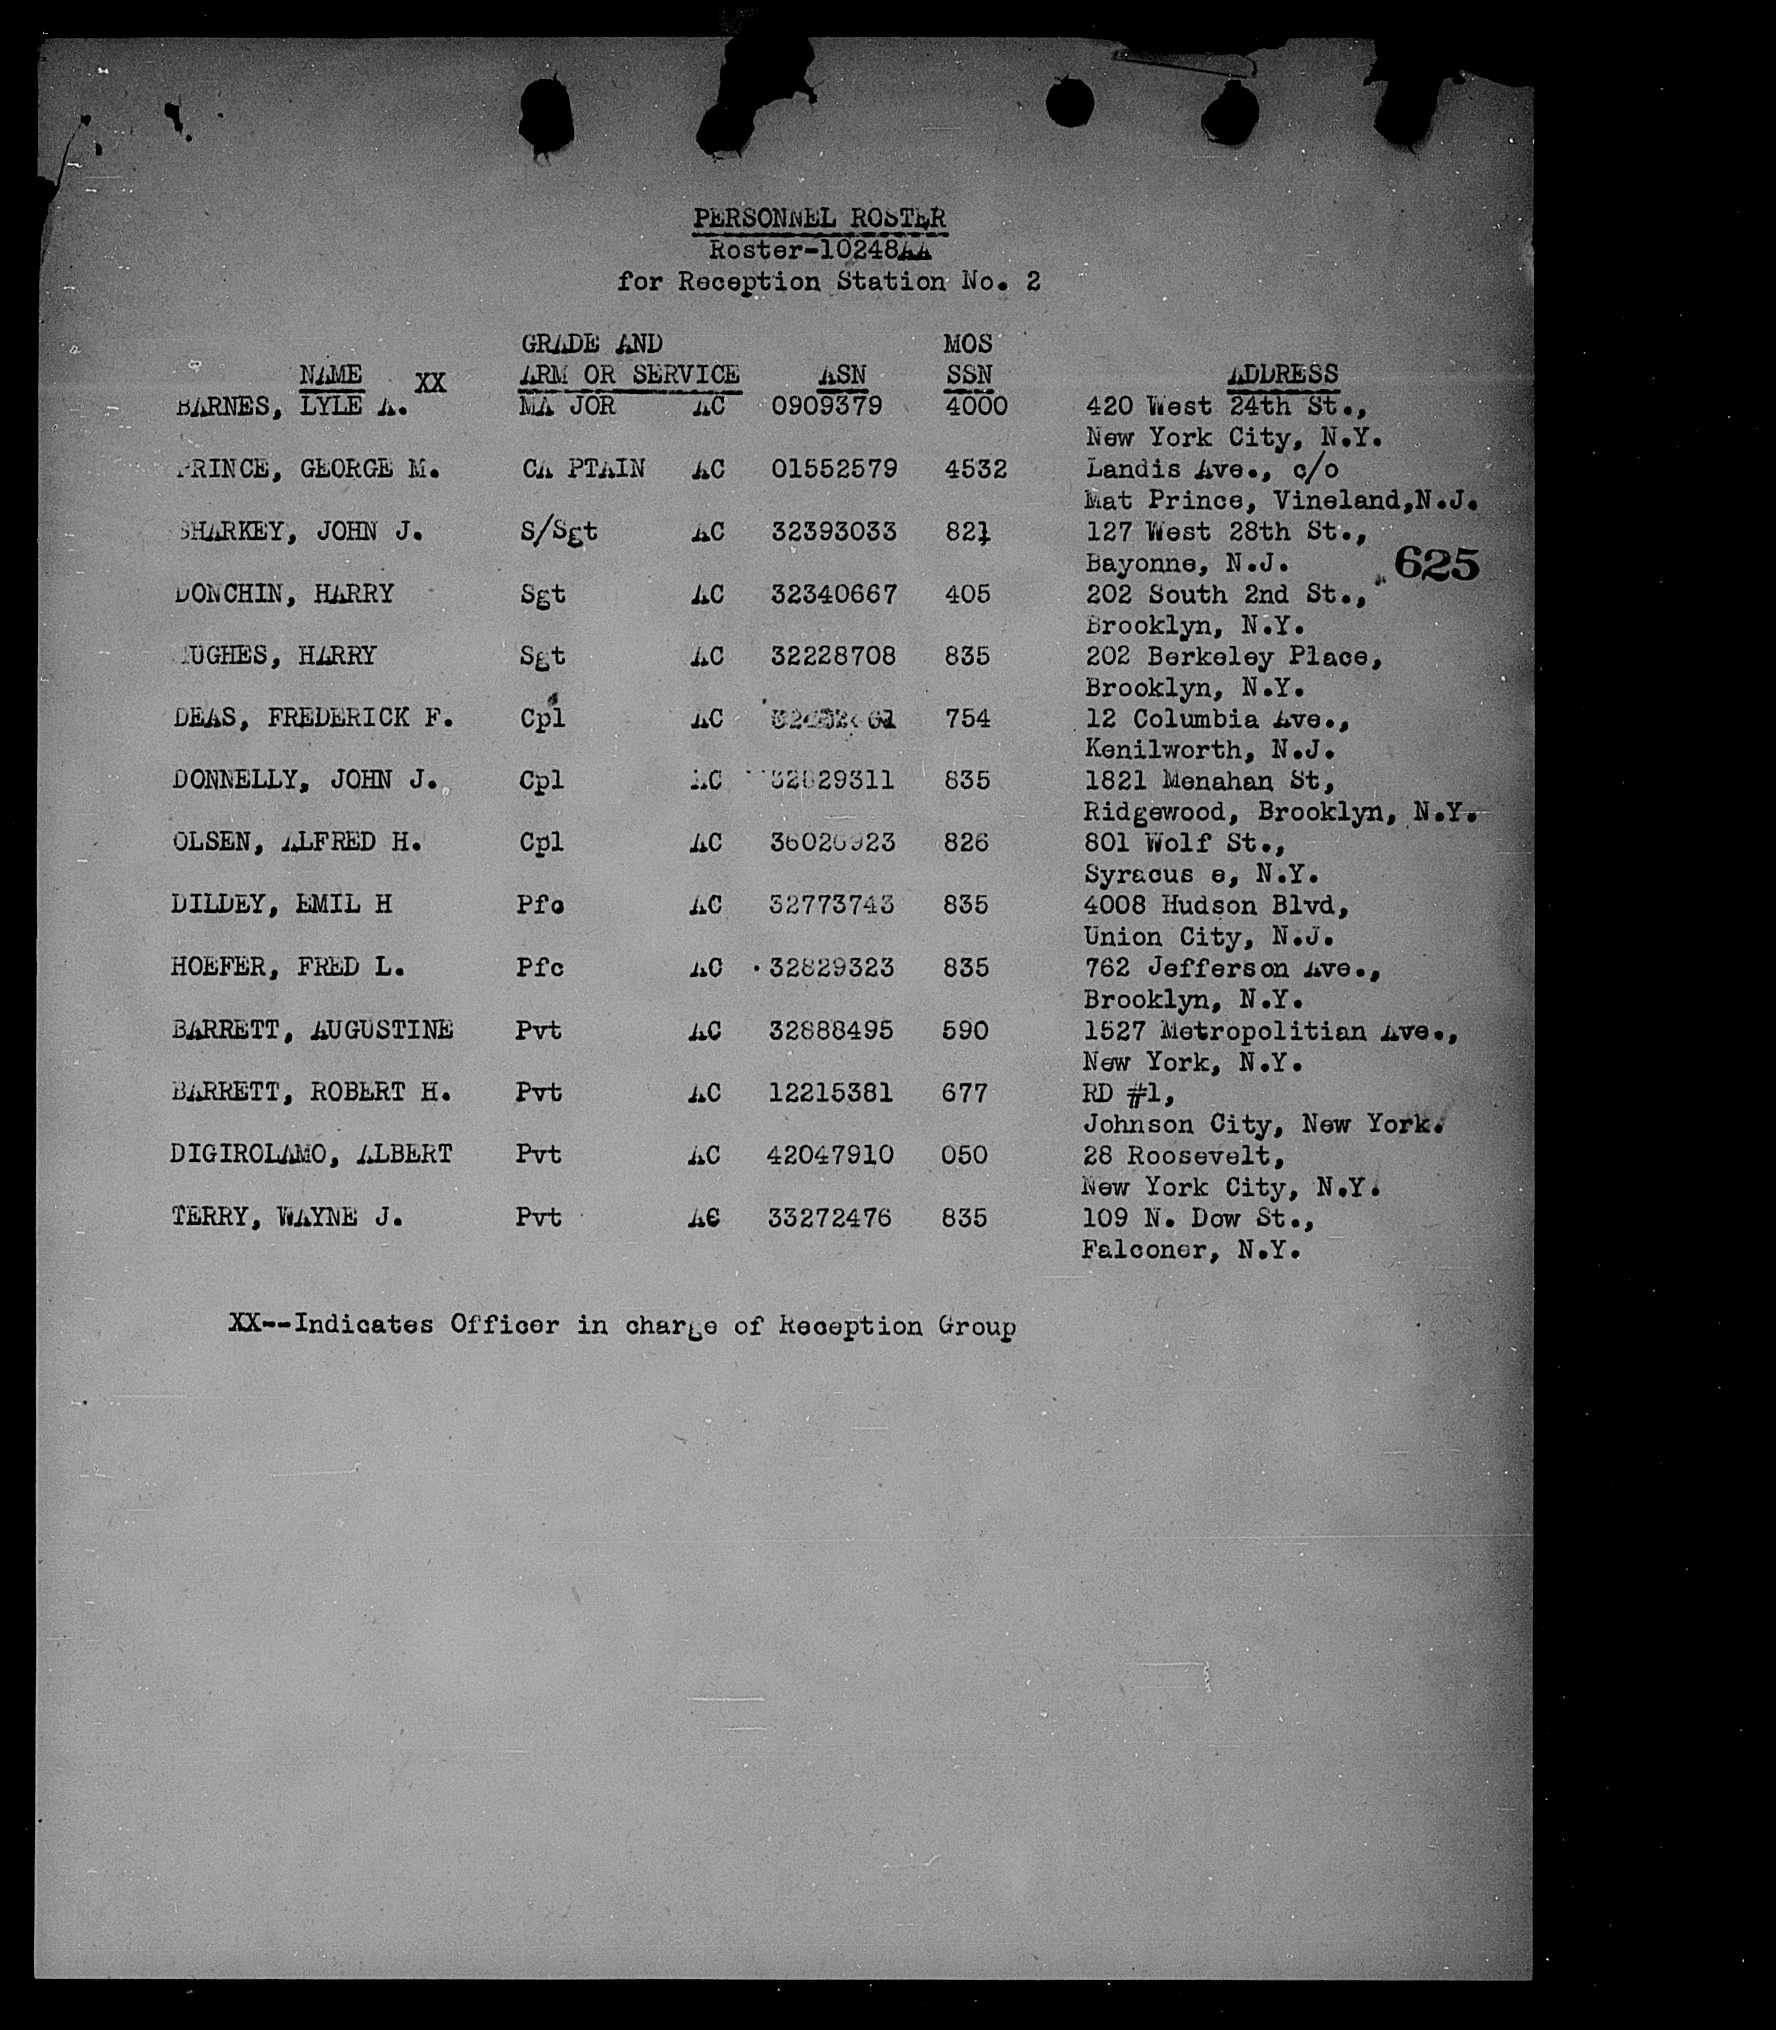 PERSONNEL ROSTER
Roster-10248AA
for Reception Station No. 2
GRADE AND MOS
NAME XX ARM OR SERVICE ASN SSN ADDRESS
BARNES, LYLE A. MA JOR AC 0909379 4000 420 West 24th St.,
New York City, N.Y.
PRINCE, GEORGE M. CA PTAIN AC 01552579 4532 Landis Ave., c/o
Mat Prince, Vineland,N.J.
SHARKEY, JOHN J. S/Sgt AC 32393033 821 127 West 28th St.,
Bayonne, N.J. 625
DONCHIN, HARRY Sgt AC 32340667 405 202 South 2nd St.,
Brooklyn, N.Y.
HUGHES, HARRY Sgt AC 32228708 835 202 Berkeley Place,
Brooklyn, N.Y.
DEAS, FREDERICK F. Cpl AC 754 12 Columbia Ave.,
Kenilworth, N.J.
DONNELLY, JOHN J. Cpl AC 32829311 835 1821 Menahan St,
Ridgewood, Brooklyn, N.Y.
OLSEN, ALFRED H. Cpl AC 826 801 Wolf St.,
Syracus e, N.Y.
DILDEY, EMIL H Pfc AC 32773743 835 4008 Hudson Blvd,
Union City, N.J.
HOEFER, FRED L. Pfc AC 32829323 835 762 Jefferson Ave.,
Brooklyn, N.Y.
BARRETT, AUGUSTINE Pvt AC 32888495 590 1527 Metropolitian Ave.,
New York, N.Y.
BARRETT, ROBERT H. Pvt AC 12215381 677 RD #1,
Johnson City, New York.
DIGIROLAMO, ALBERT Pvt AC 42047910 050 28 Roosevelt,
New York City, N.Y.
TERRY, WAYNE J. Pvt AC 33272476 835 109 N. Dow St.,
Falconer, N.Y.
XX--Indicates Officer in charge of Reception Group